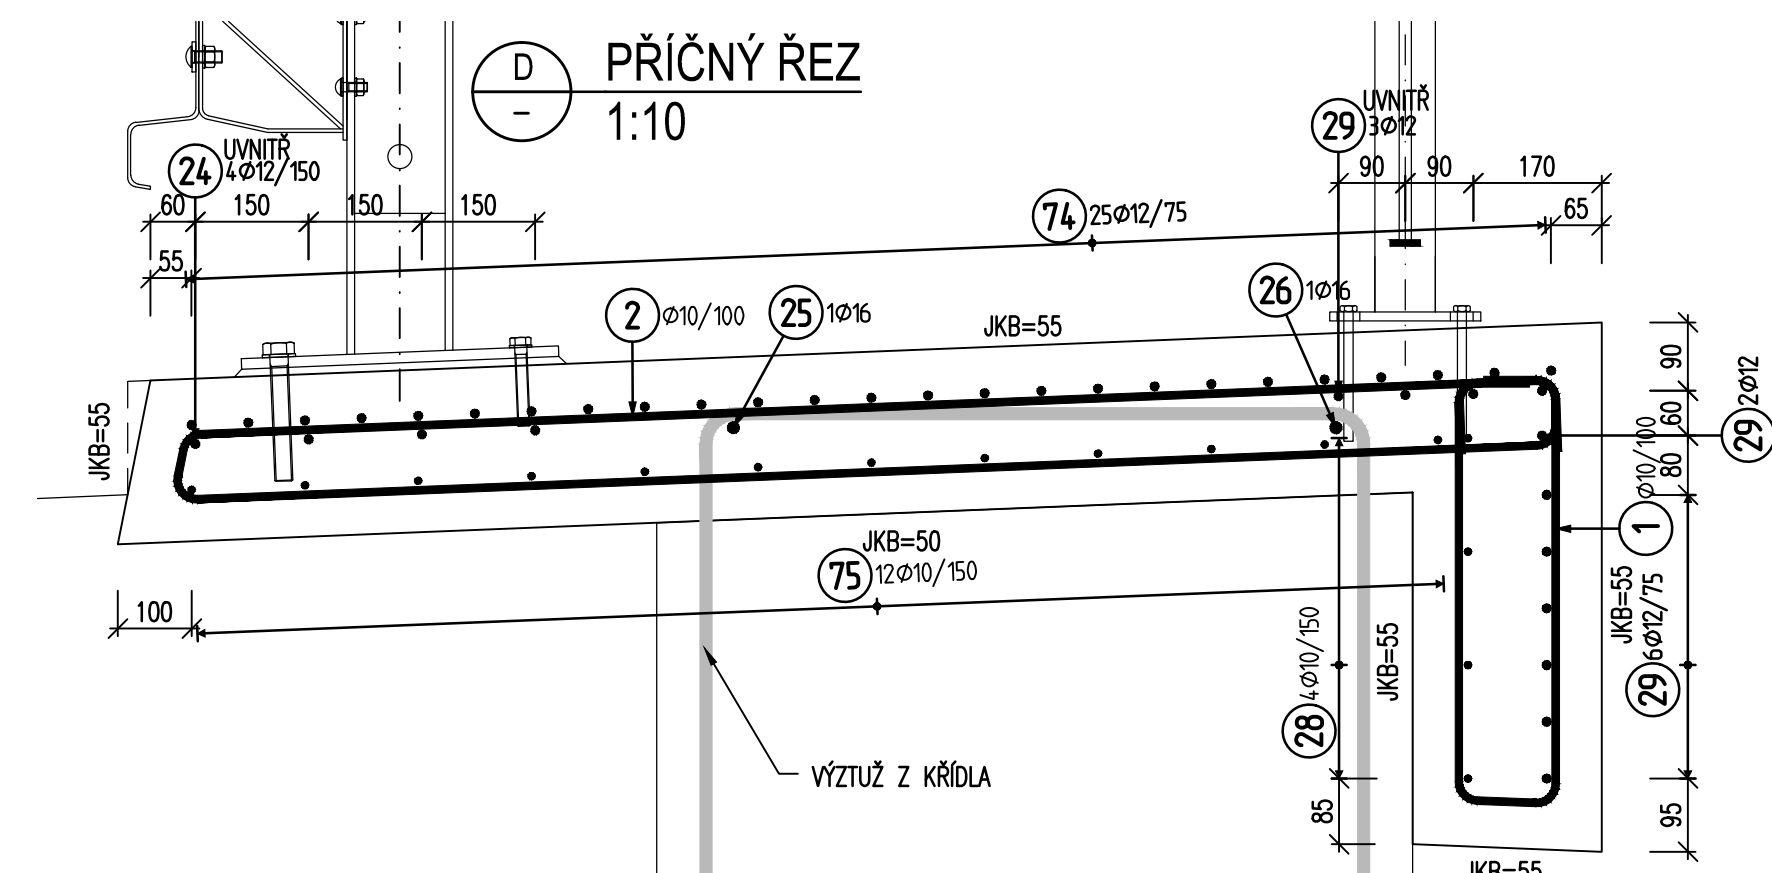 D
-
PŘÍČNÝ ŘEZ
1:10
24
UVNITŘ
4Ø12/150
60
150
150
150
55
29
UVNITŘ
3Ø12
90
90
170
65
74
25Ø12/75
2
Ø10/100
25
1Ø16
26
1Ø16
JKB=55
JKB=55
90
60
80
29
2Ø12
Ø10/100
1
JKB=50
75
12Ø10/150
100
28
4Ø10/150
JKB=55
JKB=55
29
6Ø12/75
VÝZTUŽ Z KŘÍDLA
85
95
JKB=55